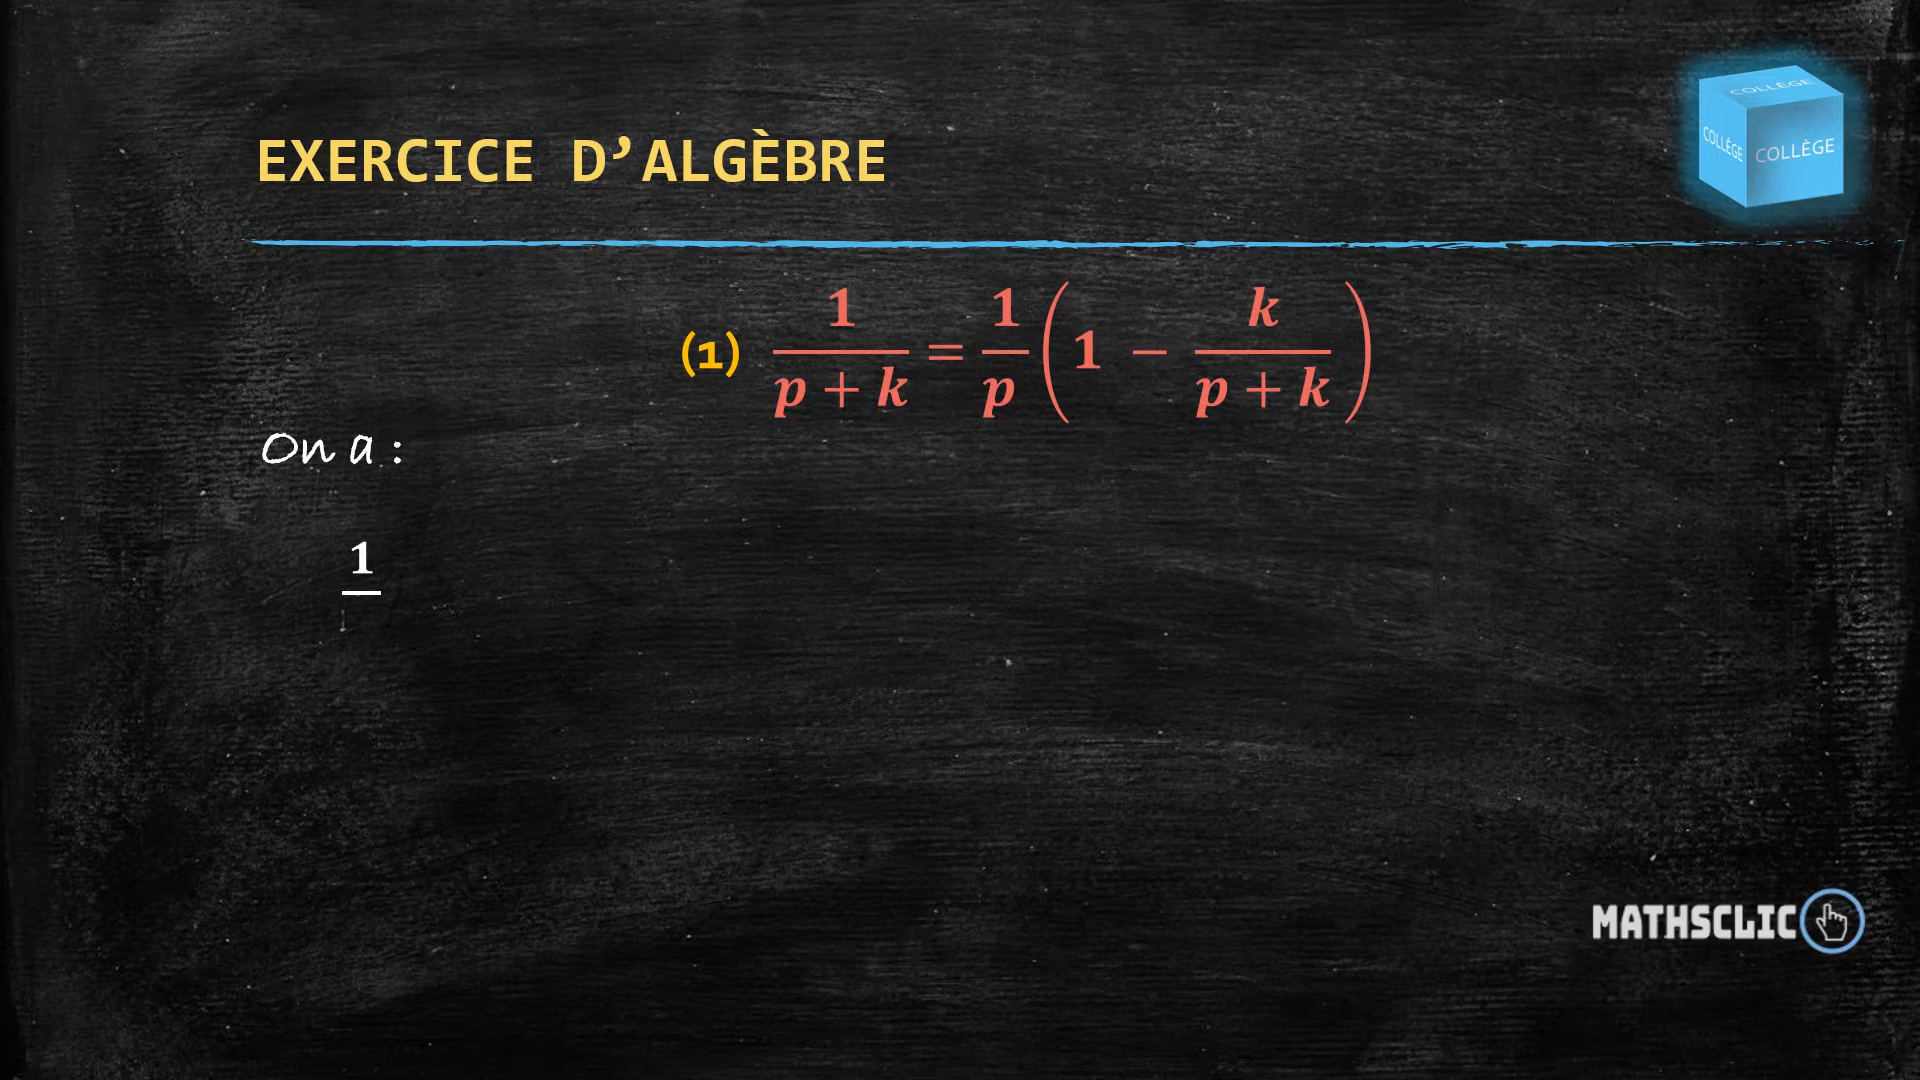 COLLÈGE
COLLÈGE
COLLÈGE
EXERCICE D’ALGÈBRE
(1) 1/(p + k) = 1/p (1 − k/(p + k))
On a :
1
MATHSCLIC